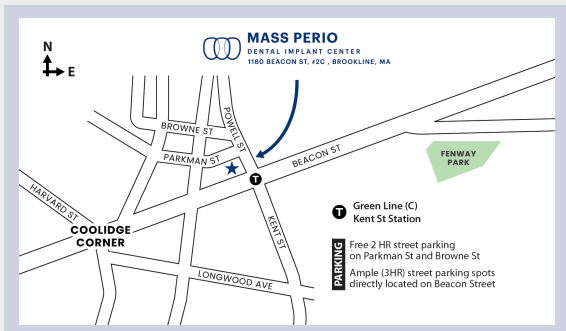 MASS PERIO
DENTAL IMPLANT CENTER
1180 BEACON ST, #2C , BROOKLINE, MA
N
E
BROWNE ST
POWELL ST
PARKMAN ST
BEACON ST
FENWAY
PARK
T
HARVARD ST
COOLIDGE
CORNER
KENT ST
LONGWOOD AVE
T
Green Line (C)
Kent St Station
PARKING
Free 2 HR street parking
on Parkman St and Browne St
Ample (3HR) street parking spots
directly located on Beacon Street